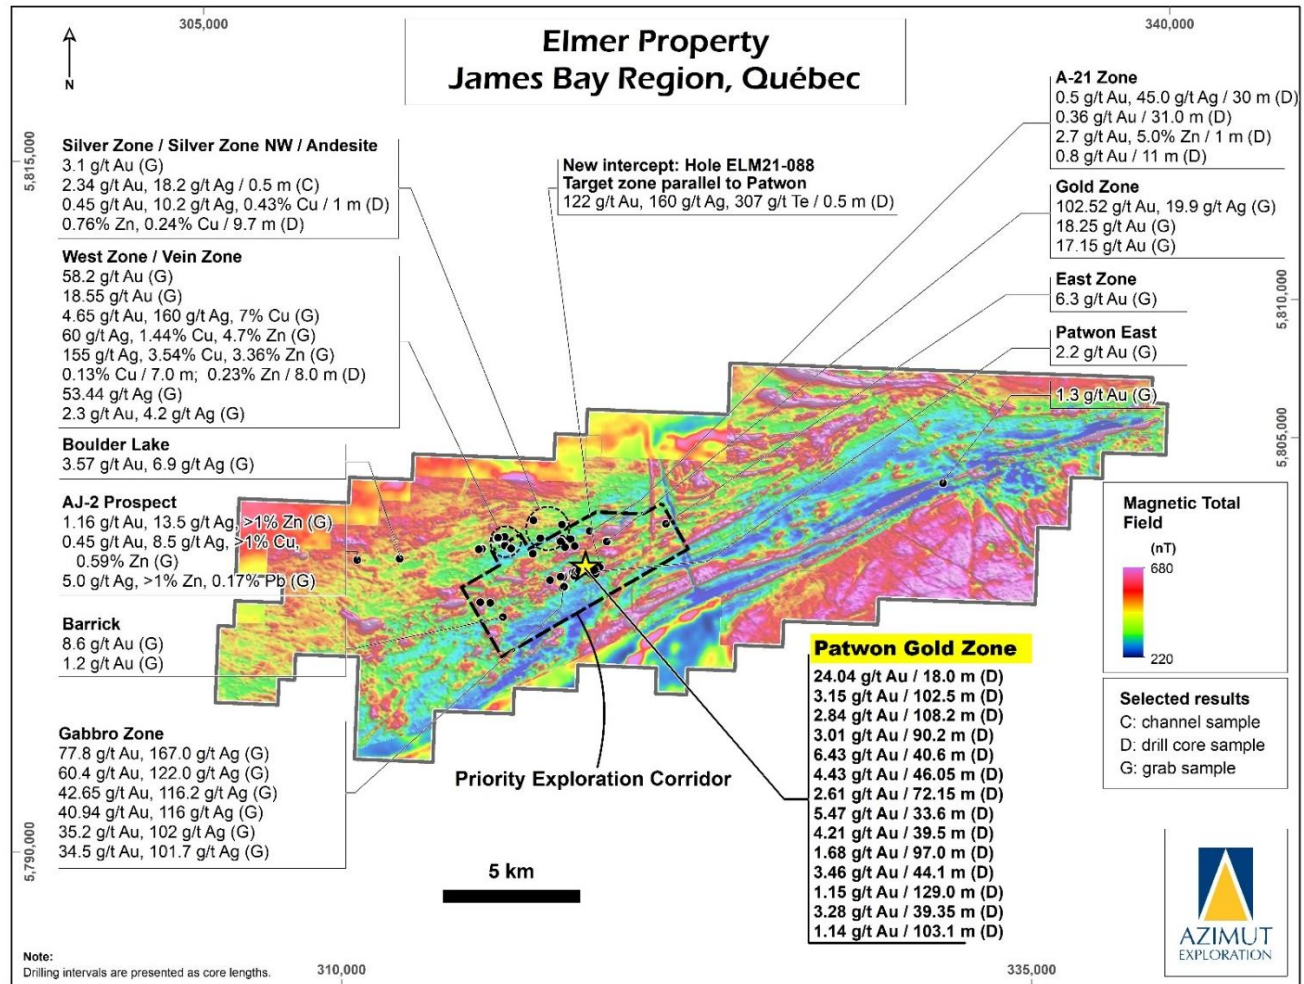 305,000
340,000
Elmer Property
James Bay Region, Québec
N
5,815,000
Silver Zone / Silver Zone NW / Andesite
3.1 g/t Au (G)
2.34 g/t Au, 18.2 g/t Ag / 0.5 m (C)
0.45 g/t Au, 10.2 g/t Ag, 0.43% Cu / 1 m (D)
0.76% Zn, 0.24% Cu / 9.7 m (D)
New intercept: Hole ELM21-088
Target zone parallel to Patwon
122 g/t Au, 160 g/t Ag, 307 g/t Te / 0.5 m (D)
A-21 Zone
0.5 g/t Au, 45.0 g/t Ag / 30 m (D)
0.36 g/t Au / 31.0 m (D)
2.7 g/t Au, 5.0% Zn / 1 m (D)
0.8 g/t Au / 11 m (D)
Gold Zone
102.52 g/t Au, 19.9 g/t Ag (G)
18.25 g/t Au (G)
17.15 g/t Au (G)
East Zone
6.3 g/t Au (G)
5,810,000
Patwon East
2.2 g/t Au (G)
1.3 g/t Au (G)
5,805,000
West Zone / Vein Zone
58.2 g/t Au (G)
18.55 g/t Au (G)
4.65 g/t Au, 160 g/t Ag, 7% Cu (G)
60 g/t Ag, 1.44% Cu, 4.7% Zn (G)
155 g/t Ag, 3.54% Cu, 3.36% Zn (G)
0.13% Cu / 7.0 m; 0.23% Zn / 8.0 m (D)
53.44 g/t Ag (G)
2.3 g/t Au, 4.2 g/t Ag (G)
Boulder Lake
3.57 g/t Au, 6.9 g/t Ag (G)
AJ-2 Prospect
1.16 g/t Au, 13.5 g/t Ag, >1% Zn (G)
0.45 g/t Au, 8.5 g/t Ag, >1% Cu,
0.59% Zn (G)
5.0 g/t Ag, >1% Zn, 0.17% Pb (G)
Barrick
8.6 g/t Au (G)
1.2 g/t Au (G)
Gabbro Zone
77.8 g/t Au, 167.0 g/t Ag (G)
60.4 g/t Au, 122.0 g/t Ag (G)
42.65 g/t Au, 116.2 g/t Ag (G)
40.94 g/t Au, 116 g/t Ag (G)
35.2 g/t Au, 102 g/t Ag (G)
34.5 g/t Au, 101.7 g/t Ag (G)
Magnetic Total
Field
(nT)
680
220
Selected results
C: channel sample
D: drill core sample
G: grab sample
Patwon Gold Zone
24.04 g/t Au / 18.0 m (D)
3.15 g/t Au / 102.5 m (D)
2.84 g/t Au / 108.2 m (D)
3.01 g/t Au / 90.2 m (D)
6.43 g/t Au / 40.6 m (D)
4.43 g/t Au / 46.05 m (D)
2.61 g/t Au / 72.15 m (D)
5.47 g/t Au / 33.6 m (D)
4.21 g/t Au / 39.5 m (D)
1.68 g/t Au / 97.0 m (D)
3.46 g/t Au / 44.1 m (D)
1.15 g/t Au / 129.0 m (D)
3.28 g/t Au / 39.35 m (D)
1.14 g/t Au / 103.1 m (D)
Priority Exploration Corridor
5 km
5,790,000
AZIMUT
EXPLORATION
Note:
Drilling intervals are presented as core lengths.
310,000
335,000